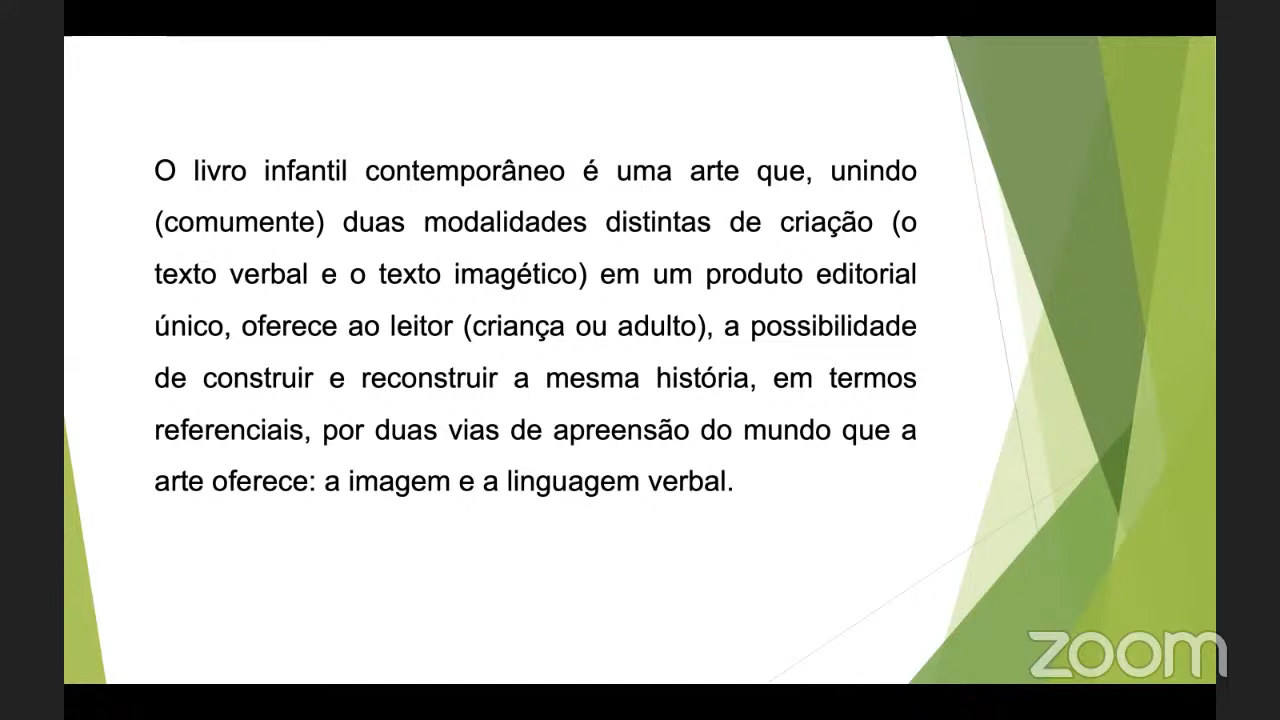 O livro infantil contemporâneo é uma arte que, unindo
(comumente) duas modalidades distintas de criação (o
texto verbal e o texto imagético) em um produto editorial
único, oferece ao leitor (criança ou adulto), a possibilidade
de construir e reconstruir a mesma história, em termos
referenciais, por duas vias de apreensão do mundo que a
arte oferece: a imagem e a linguagem verbal.
zoom